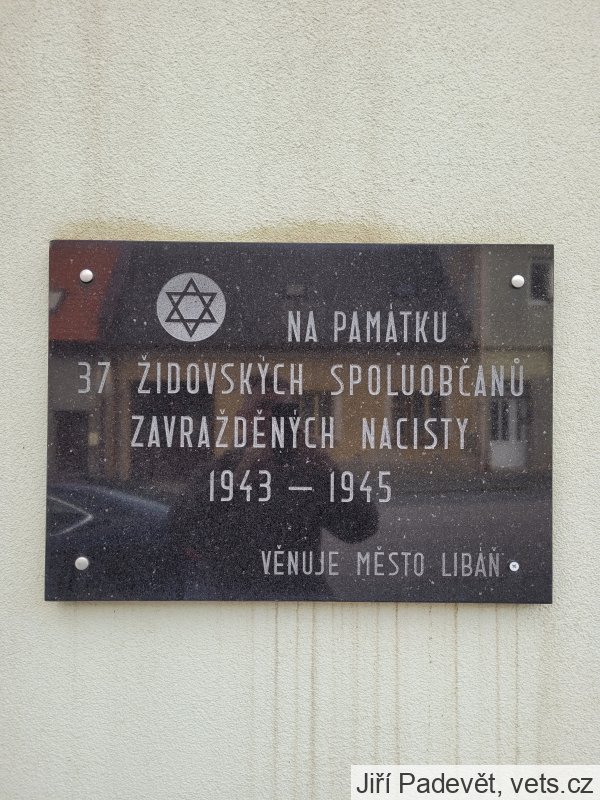 NA PAMÁTKU
37 ŽIDOVSKÝCH SPOLUOBČANŮ
ZAVRAŽDĚNÝCH NACISTY
1943 – 1945
VĚNUJE MĚSTO LIBÁŇ
Jiří Padevět, vets.cz